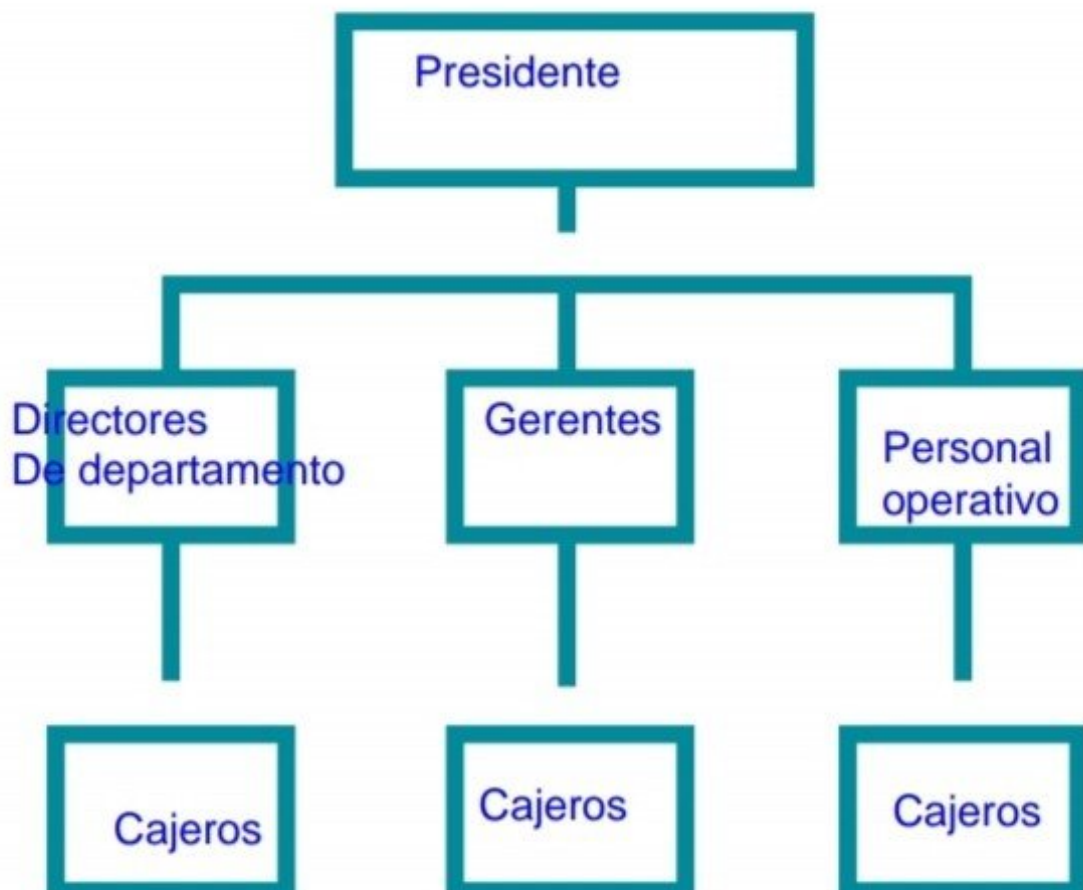 Presidente
Directores
De departamento
Gerentes
Personal
operativo
Cajeros
Cajeros
Cajeros